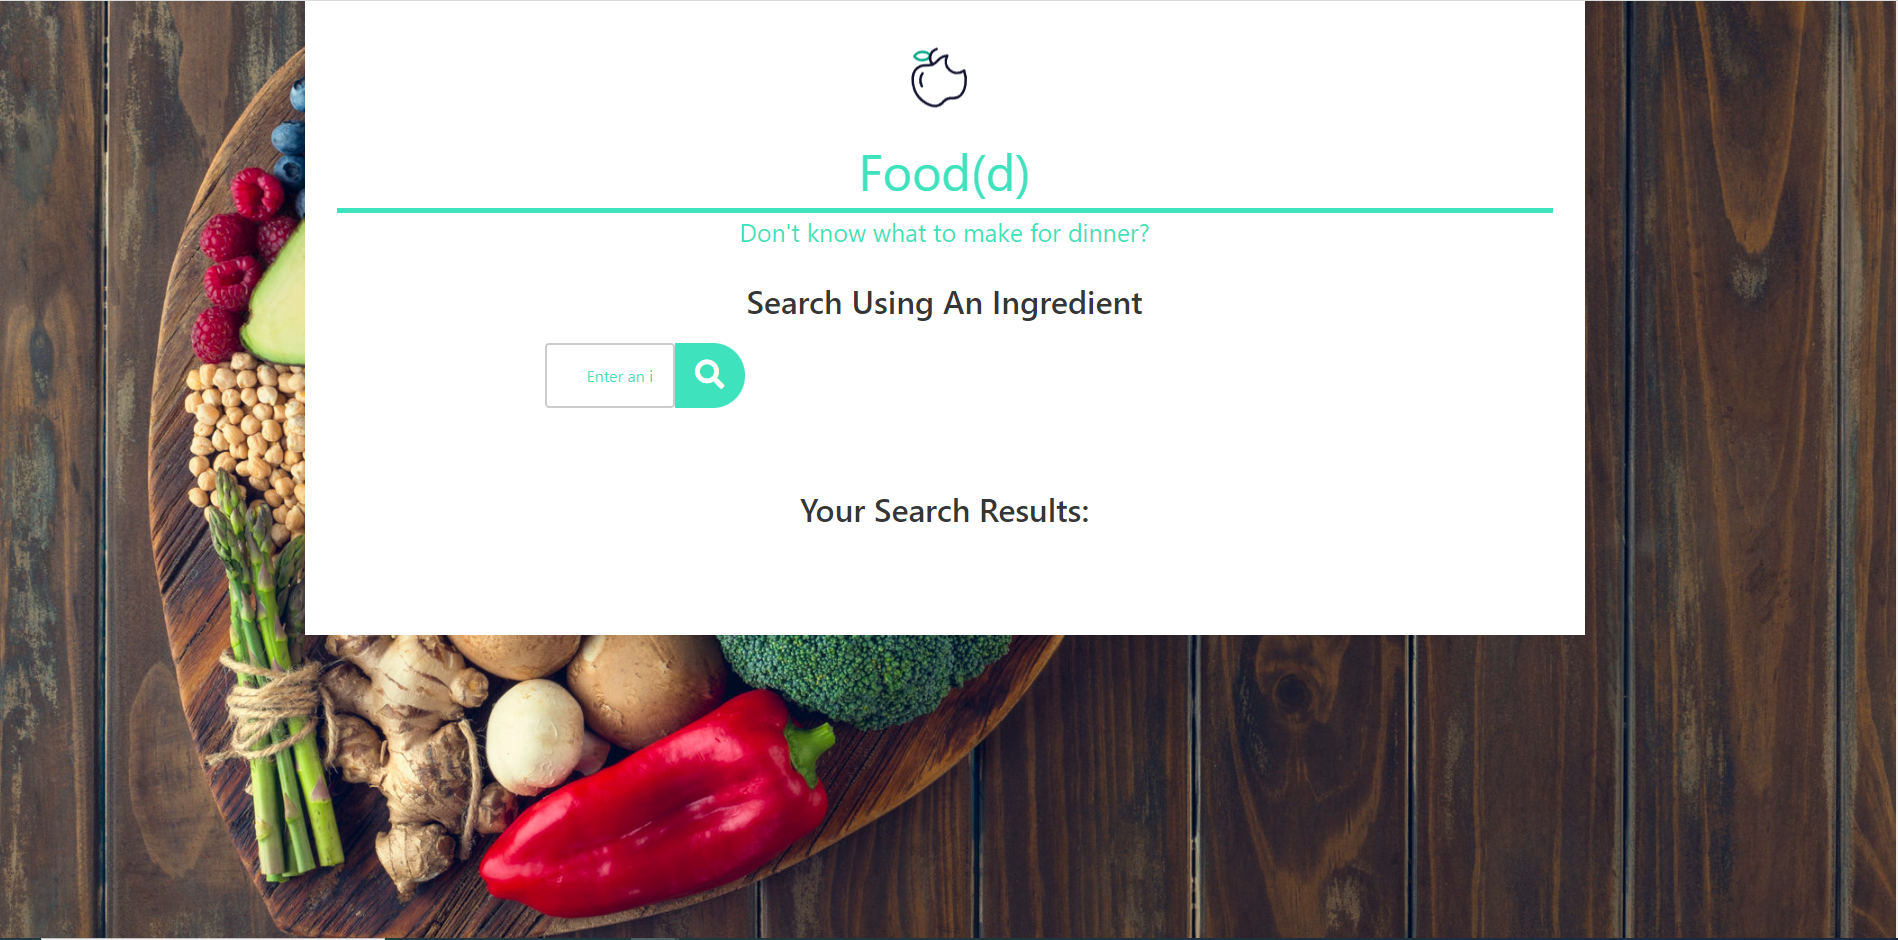 Food(d)
Don't know what to make for dinner?
Search Using An Ingredient
Enter an i
Your Search Results: